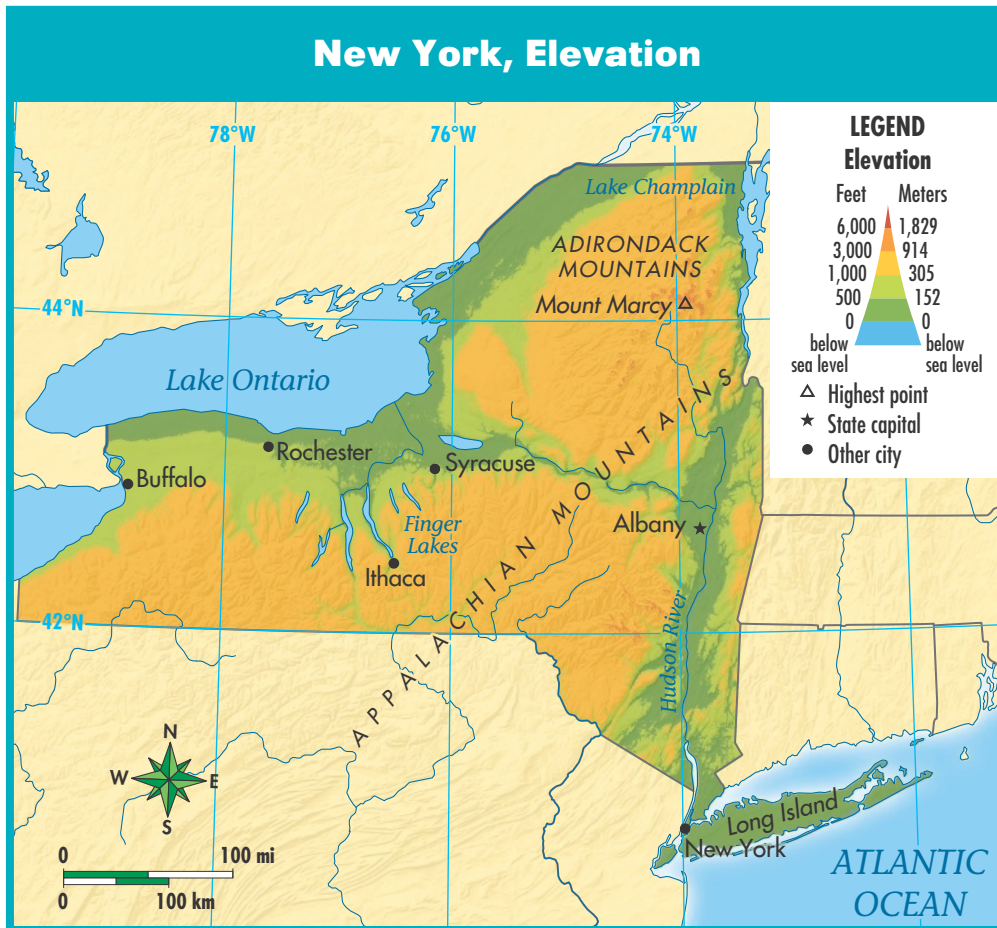 New York, Elevation
78°W
76°W
74°W
LEGEND
Elevation
Feet Meters
6,000 1,829
3,000 914
1,000 305
500 152
0 0
below sea level
below sea level
Highest point
State capital
Other city
Lake Champlain
ADIRONDACK
MOUNTAINS
Mount Marcy
44°N
Lake Ontario
Rochester
Syracuse
Buffalo
Finger
Lakes
Ithaca
Albany
APPALACHIAN MOUNTAINS
42°N
Hudson River
N
W E
S
0 100 mi
0 100 km
Long Island
New York
ATLANTIC
OCEAN